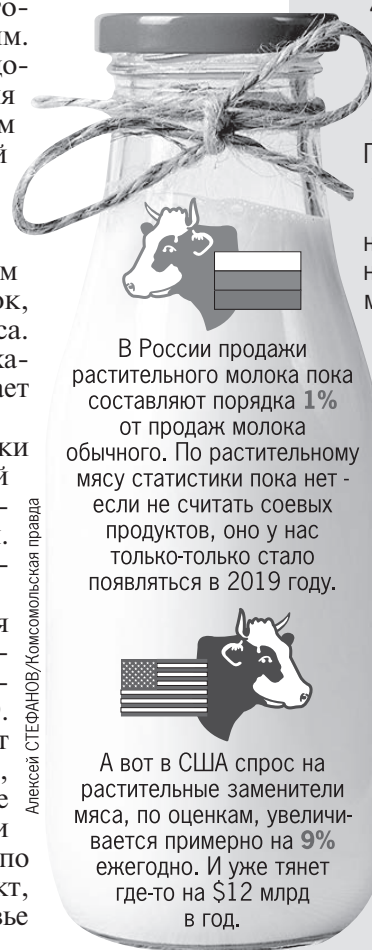 В России продажи
растительного молока пока
составляют порядка 1%
от продаж молока
обычного. По растительному
мясу статистики пока нет -
если не считать соевых
продуктов, оно у нас
только-только стало
появляться в 2019 году.
А вот в США спрос на
растительные заменители
мяса, по оценкам, увеличи-
вается примерно на 9%
ежегодно. И уже тянет
где-то на $12 млрд
в год.
Алексей СТЕФАНОВ/Комсомольская правда